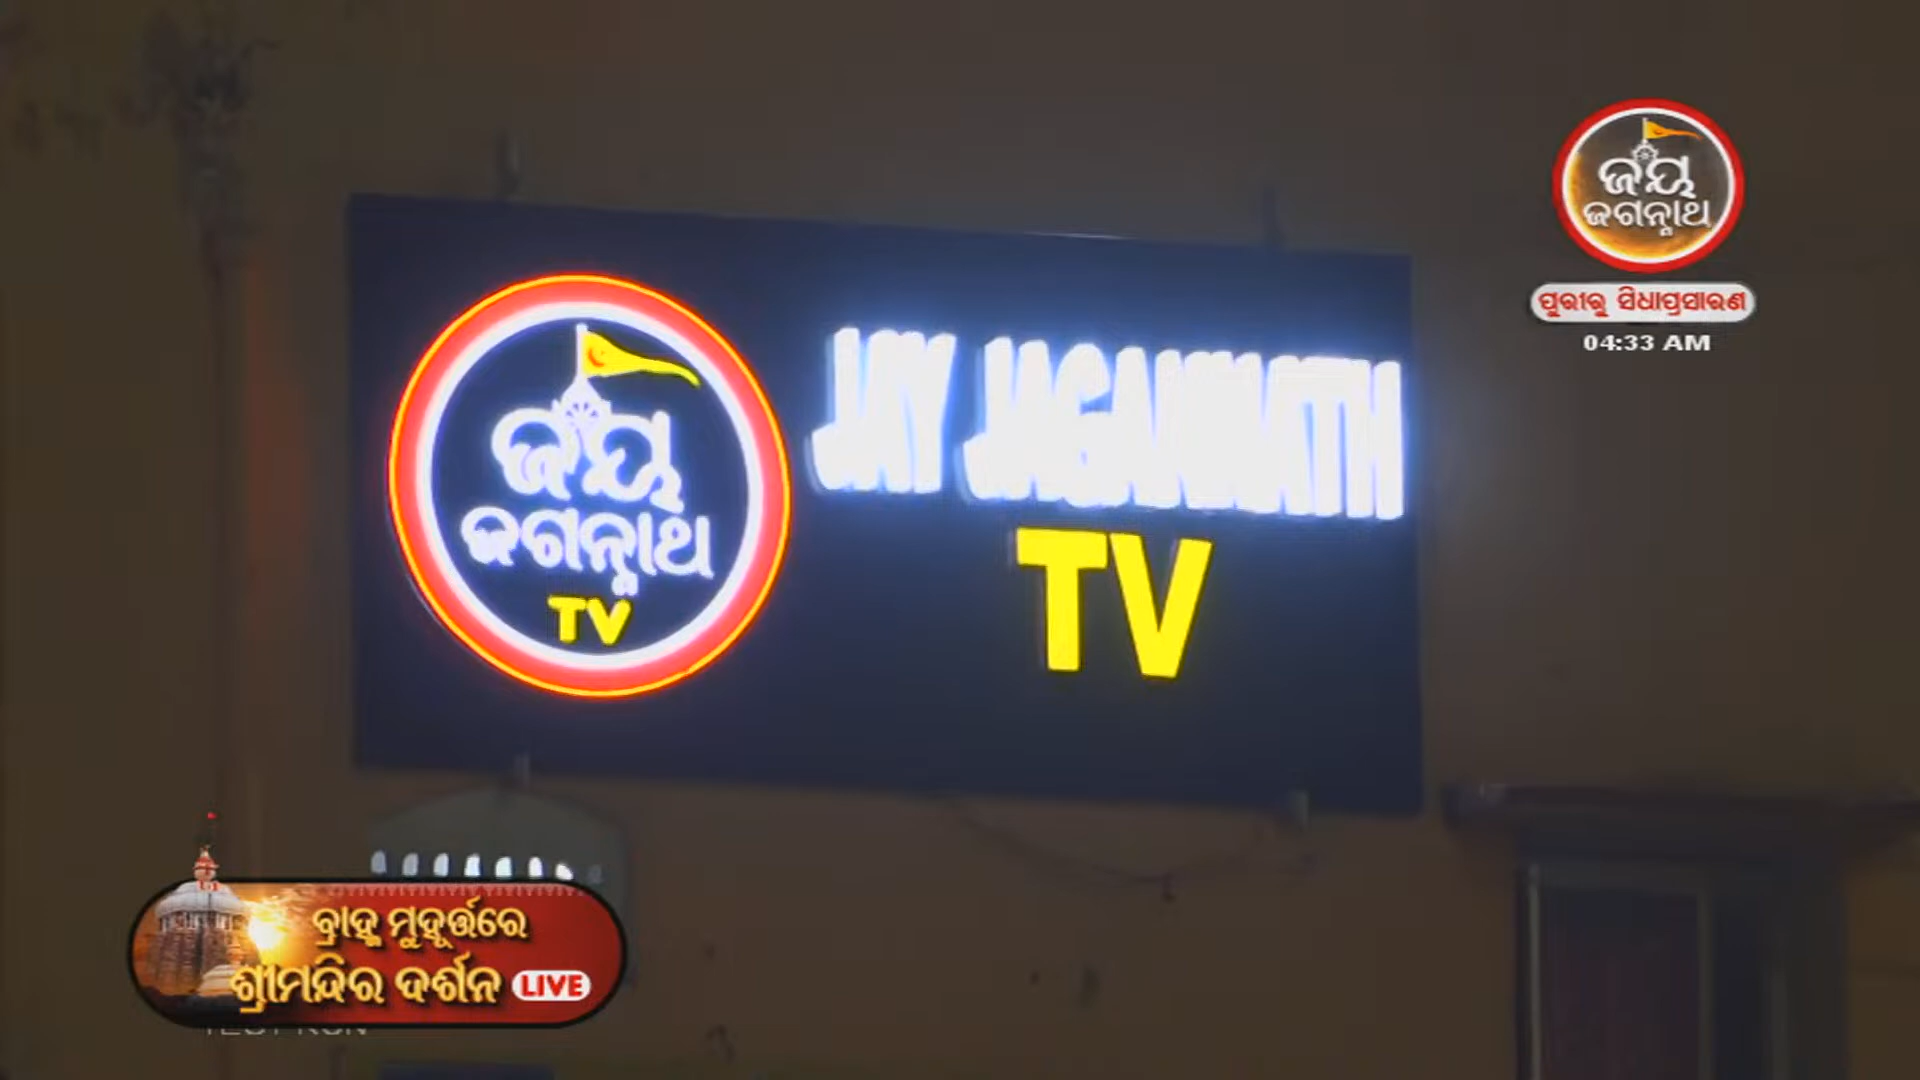 ଜୟ
ଜଗନ୍ନାଥ
TV
JAY JAGANNATH
TV
ଜୟ
ଜଗନ୍ନାଥ
ପୁରୀରୁ ସିଧାପ୍ରସାରଣ
04:33 AM
ବ୍ରାହ୍ମ ମୁହୂର୍ତ୍ତରେ
ଶ୍ରୀମନ୍ଦିର ଦର୍ଶନ LIVE